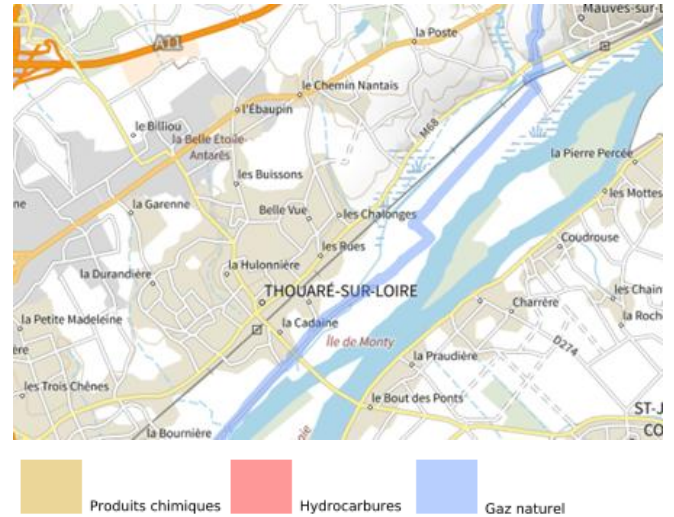 Mauves-sur-L
la Poste
A11
le Chemin Nantais
l'Ébaupin
le Billiou
la Belle Etoile-
Antarès
M68
la Pierre Percée
les Buissons
les Mottes
ne
la Garenne
Belle Vue
les Chalonges
Coudrouse
les Rues
la Hulonnière
la Durandière
THOUARÉ-SUR-LOIRE
les Chain
Charrère
la Roch
la Petite Madeleine
la Cadaine
Île de Monty
D274
ère
la Praudière
les Trois Chênes
le Bout des Ponts
ST-J
CO
la Bournière
Produits chimiques
Hydrocarbures
Gaz naturel